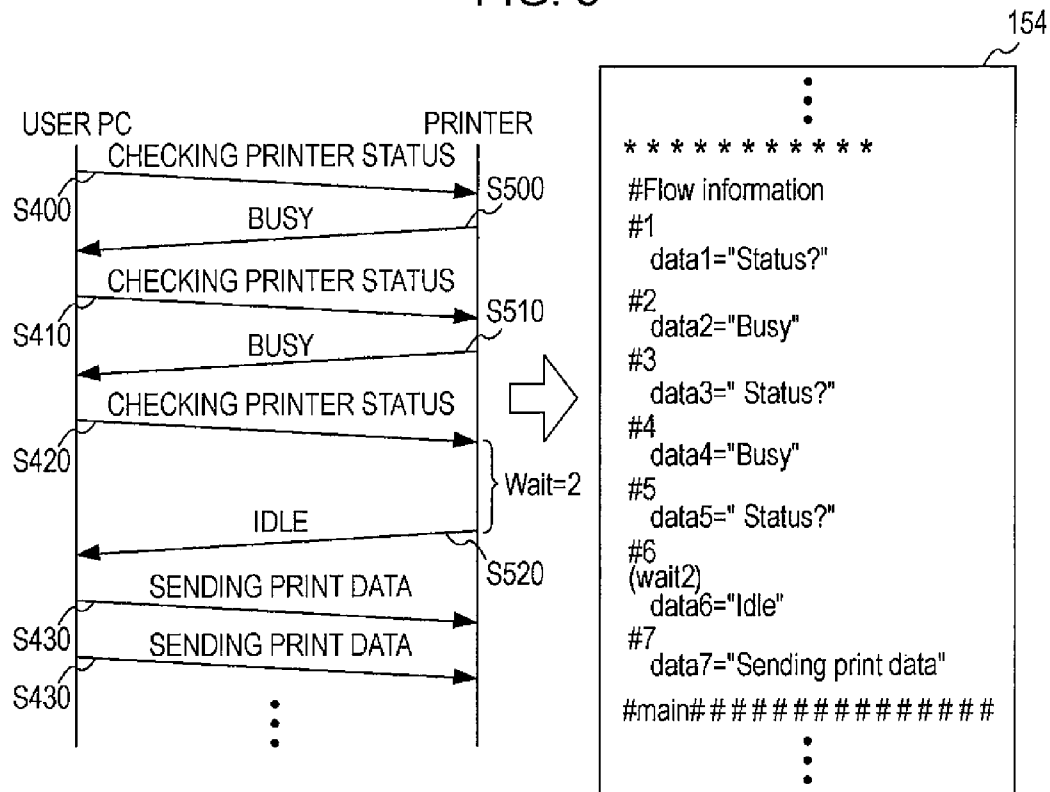 154
USER PC PRINTER
CHECKING PRINTER STATUS
S400
S500
BUSY
CHECKING PRINTER STATUS
S410
S510
BUSY
CHECKING PRINTER STATUS
S420
Wait=2
IDLE
S520
SENDING PRINT DATA
S430
SENDING PRINT DATA
S430
* * * * * * * * * * *
#Flow information
#1
data1="Status?"
#2
data2="Busy"
#3
data3=" Status?"
#4
data4="Busy"
#5
data5=" Status?"
#6
(wait2)
data6="Idle"
#7
data7="Sending print data"
#main# # # # # # # # # # # # # # #